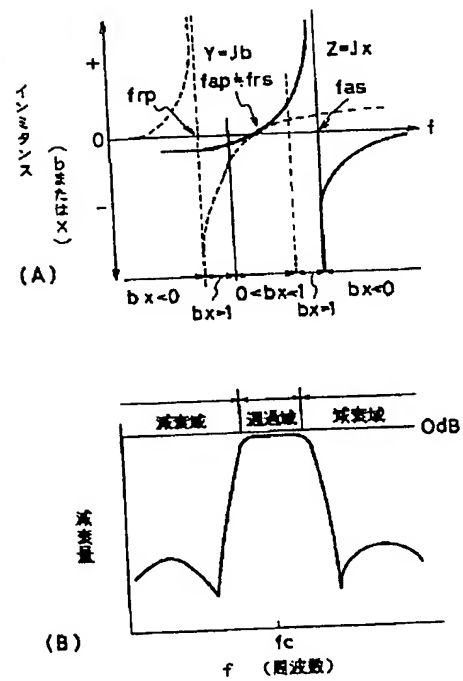 +
Y=Jb
Z=Jx
fap≒frs
frp
fas
0
f
インミタンス
(bまたはx)
-
(A)
bx<0
0<bx<1
bx<0
bx=1
bx=1
減衰域
通過域
減衰域
0dB
減衰量
(B)
fc
f (周波数)